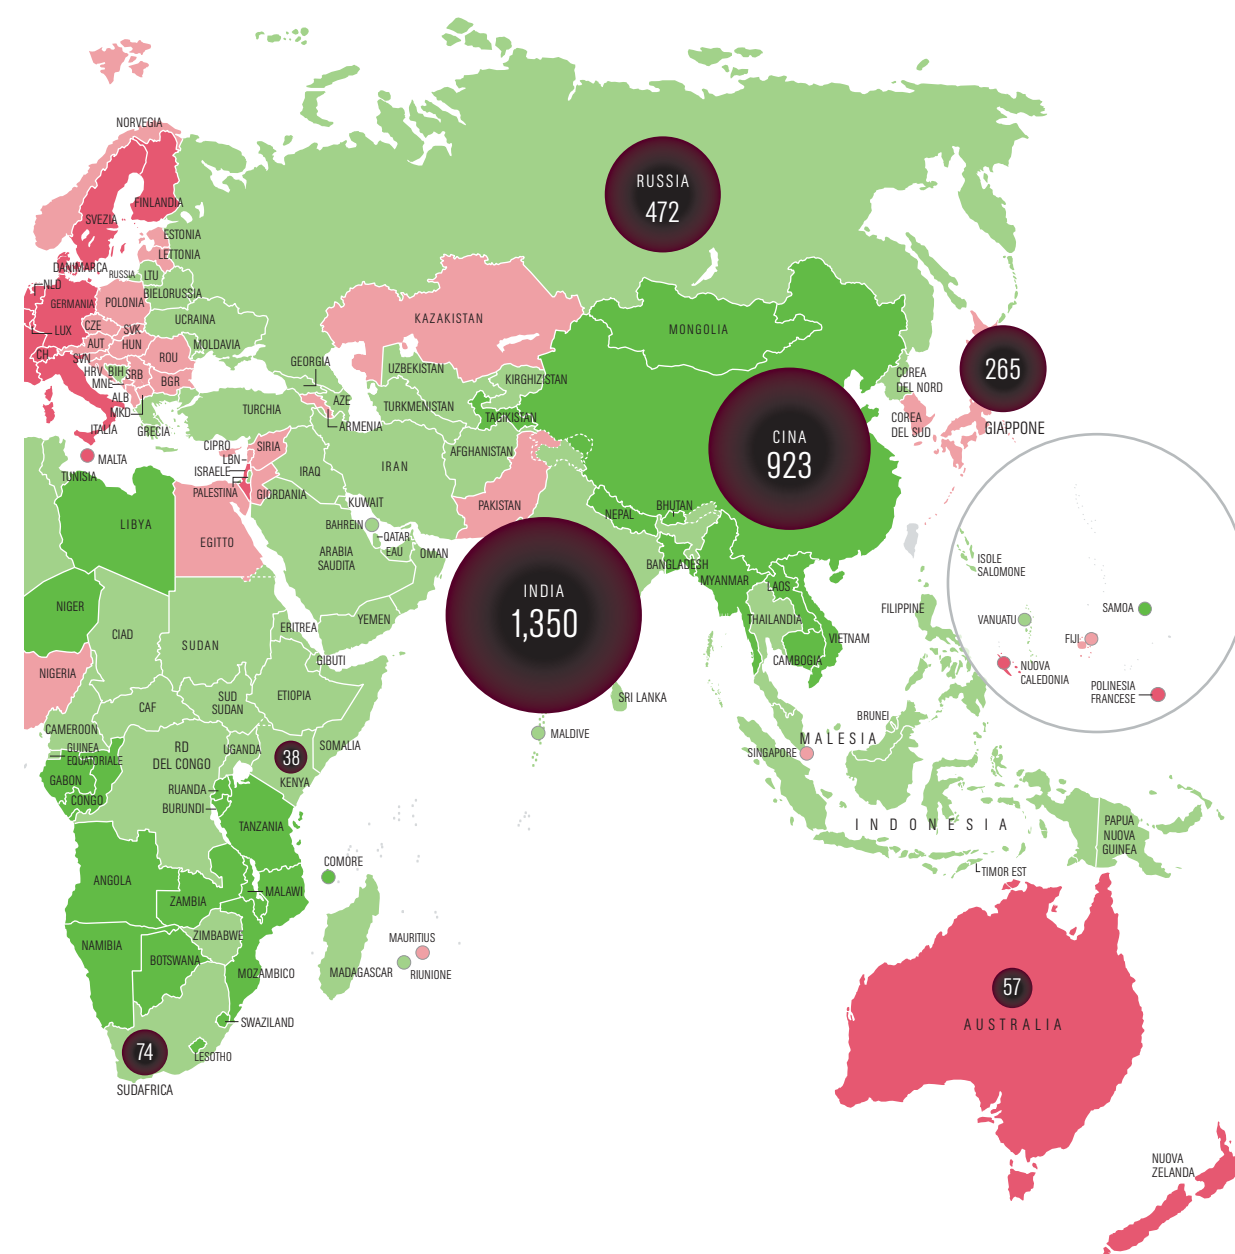 NORVEGIA
RUSSIA
472
FINLANDIA
SVEZIA
ESTONIA
LETTONIA
DANIMARCA
RUSSIA
LTU
NLD
BIELORUSSIA
GERMANIA
POLONIA
UCRAINA
LUX
CZE
SVK
AUT
HUN
MOLDAVIA
CH
SVN
ROU
HRV
BIH
SRB
MNE
BGR
ALB
MKD
ITALIA
GRECIA
KAZAKISTAN
MONGOLIA
GEORGIA
UZBEKISTAN
KIRGHIZISTAN
COREA
DEL NORD
265
GIAPPONE
TURCHIA
AZE
TURKMENISTAN
TAGIKISTAN
ARMENIA
COREA
DEL SUD
CINA
923
MALTA
TUNISIA
CIPRO
SIRIA
LBN
ISRAELE
IRAQ
IRAN
AFGHANISTAN
PALESTINA
GIORDANIA
KUWAIT
PAKISTAN
NEPAL
BHUTAN
LIBYA
EGITTO
BAHREIN
QATAR
ARABIA
SAUDITA
EAU
OMAN
BANGLADESH
MYANMAR
LAOS
ISOLE
SALOMONE
INDIA
1,350
NIGER
CIAD
SUDAN
ERITREA
YEMEN
THAILANDIA
VIETNAM
FILIPPINE
VANUATU
SAMOA
FIJI
NIGERIA
GIBUTI
CAMBOGIA
NUOVA
CALEDONIA
POLINESIA
FRANCESE
CAF
SUD
SUDAN
ETIOPIA
SRI LANKA
CAMEROON
GUINEA
EQUATORIALE
RD
DEL CONGO
UGANDA
38
KENYA
SOMALIA
MALDIVE
BRUNEI
MALESIA
SINGAPORE
GABON
CONGO
RUANDA
BURUNDI
TANZANIA
INDONESIA
PAPUA
NUOVA
GUINEA
TIMOR EST
COMORE
ANGOLA
MALAWI
ZAMBIA
NAMIBIA
ZIMBABWE
MAURITIUS
BOTSWANA
MOZAMBICO
MADAGASCAR
RIUNIONE
57
AUSTRALIA
SWAZILAND
74
LESOTHO
SUDAFRICA
NUOVA
ZELANDA